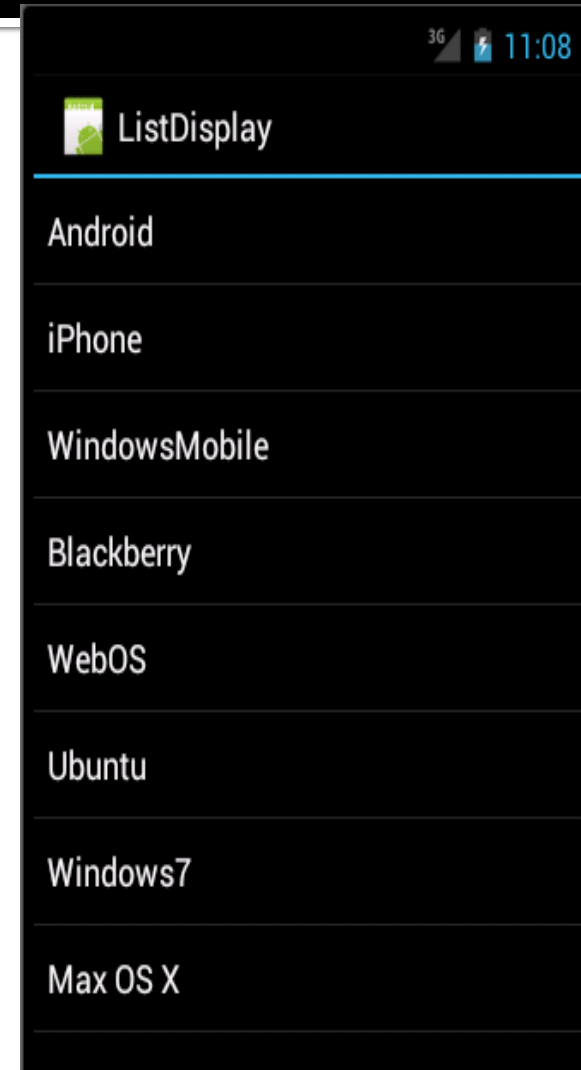 3G 11:08
ListDisplay
Android
iPhone
WindowsMobile
Blackberry
WebOS
Ubuntu
Windows7
Max OS X